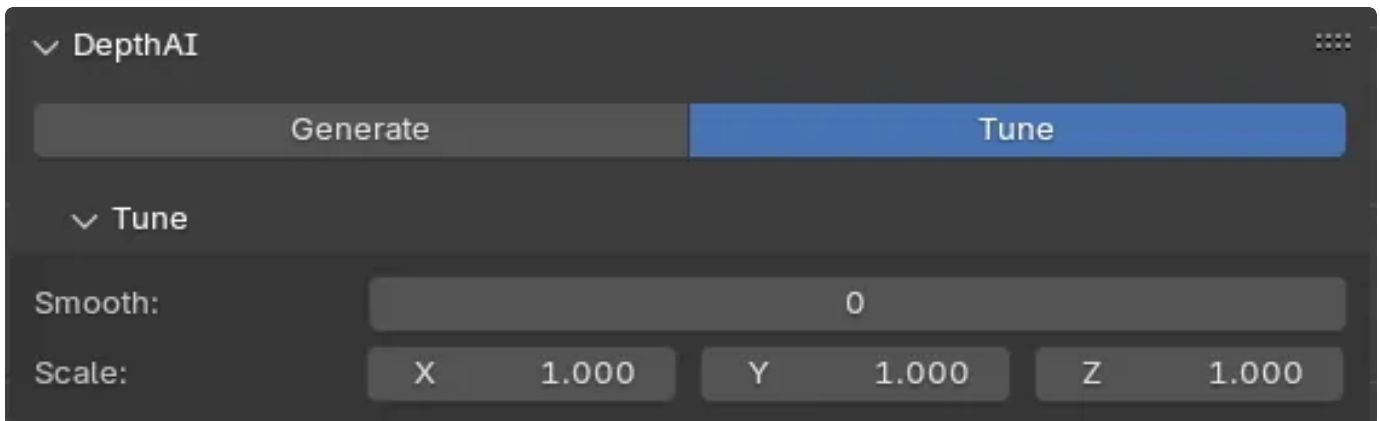 DepthAI
Generate Tune
Tune
Smooth: 0
Scale: X 1.000 Y 1.000 Z 1.000